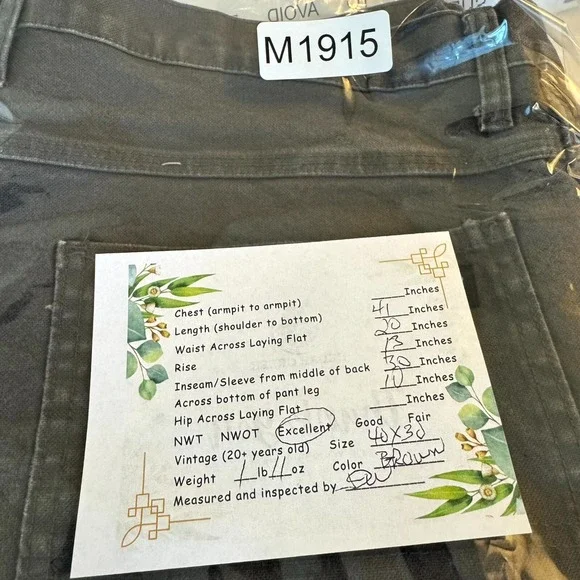 AVOID
M1915
Chest (armpit to armpit) ___ Inches
Length (shoulder to bottom) 41 Inches
Waist Across Laying Flat 20 Inches
Rise 13 Inches
Inseam/Sleeve from middle of back 30 Inches
Across bottom of pant leg 10 Inches
Hip Across Laying Flat ___ Inches
NWT NWOT Excellent Good Fair
Vintage (20+ years old) Size 40X30
Weight 1 lb 11 oz Color BROWN
Measured and inspected by